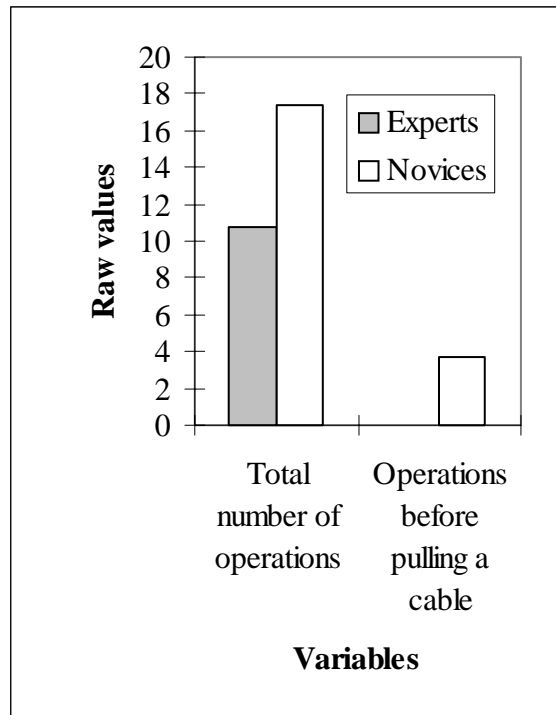 20
18
16
14
12
10
8
6
4
2
0
Raw values
Experts
Novices
Total
number of
operations
Operations
before
pulling a
cable
Variables